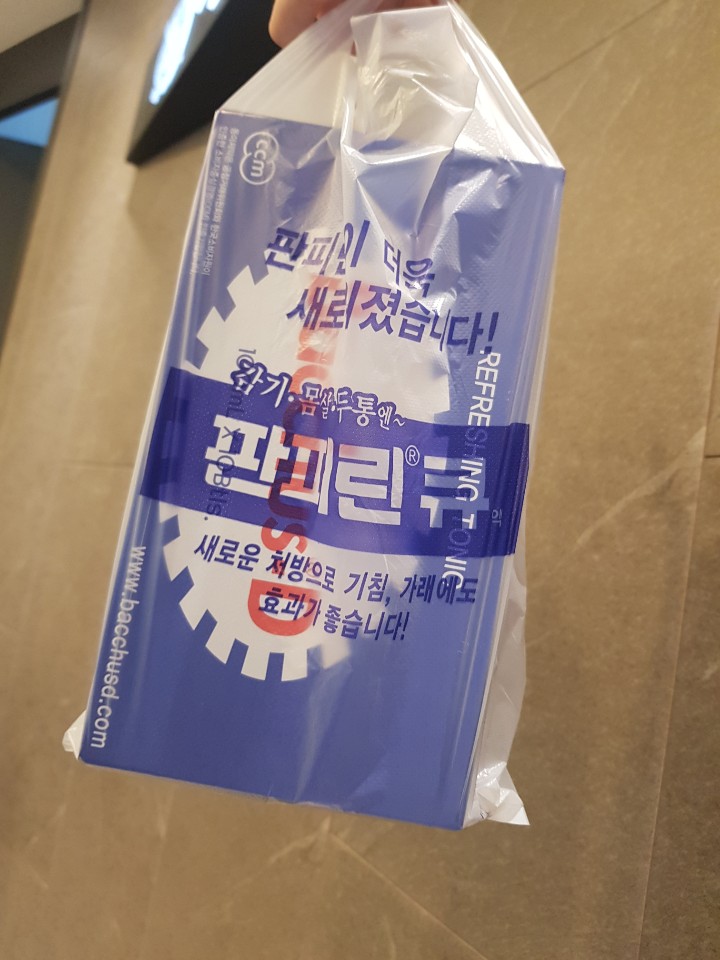 ccm
판피린 더욱
새로워졌습니다!
REFRESHING TONIC
감기·몸살·두통엔~
판피린® 큐
BACCHUS-D
새로운 처방으로 기침, 가래에도
효과가 좋습니다!
www.bacchusd.com